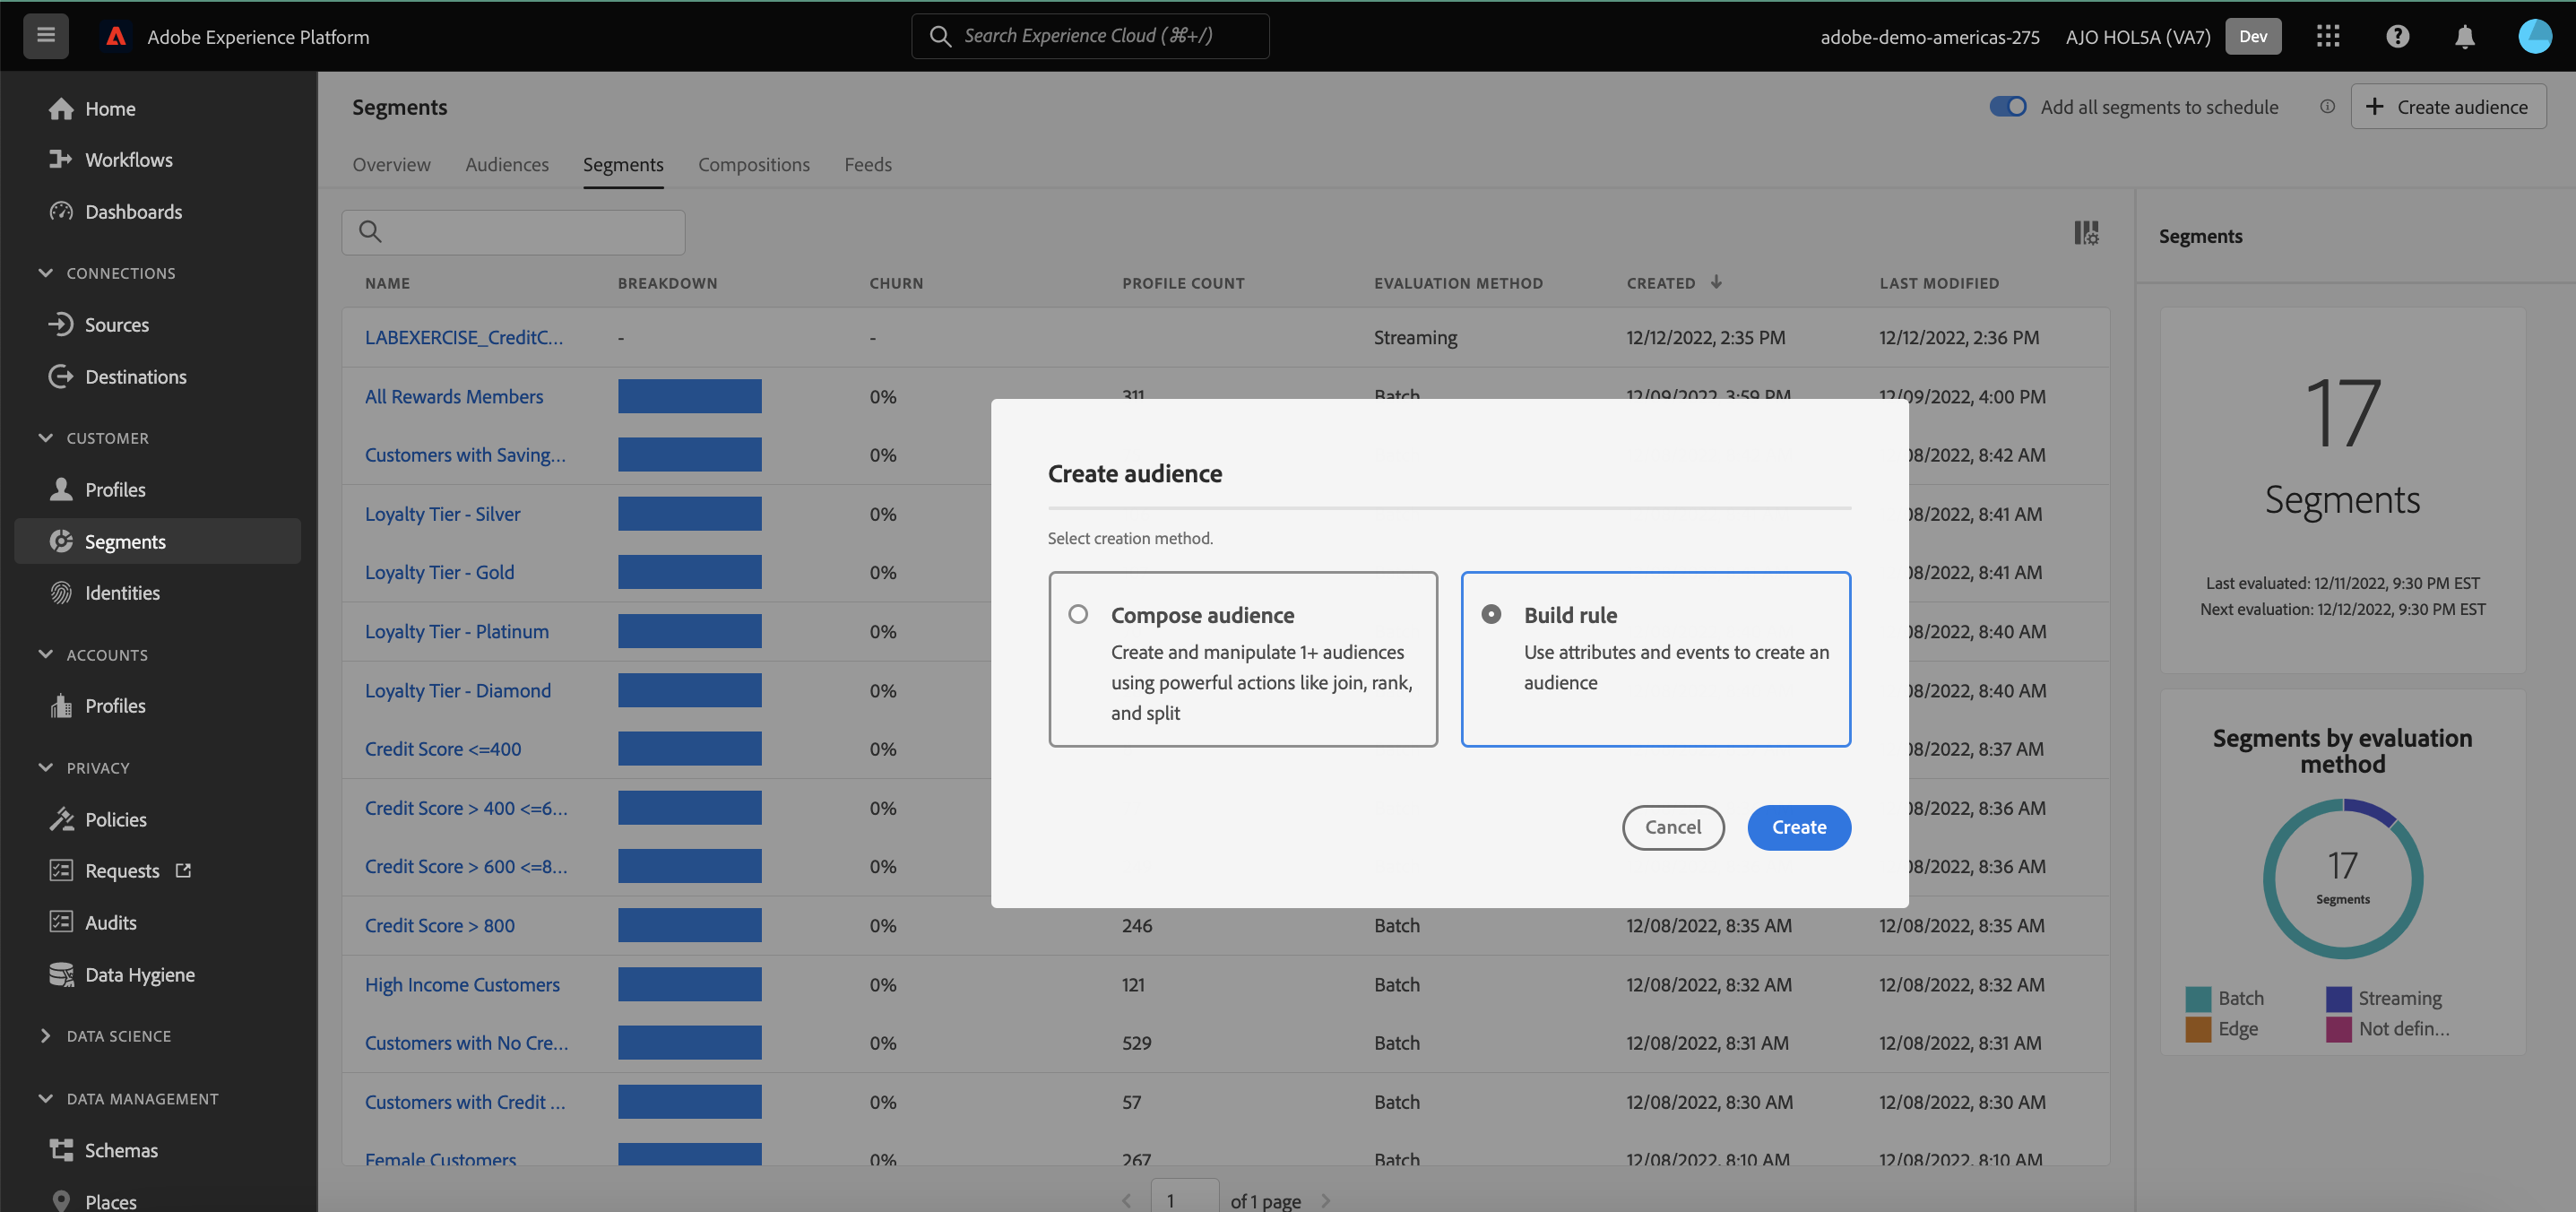 Adobe Experience Platform
Search Experience Cloud (⌘+/)
adobe-demo-americas-275
AJO HOL5A (VA7)
Dev
Home
Workflows
Dashboards
CONNECTIONS
Sources
Destinations
CUSTOMER
Profiles
Segments
Identities
ACCOUNTS
Profiles
PRIVACY
Policies
Requests
Audits
Data Hygiene
DATA SCIENCE
DATA MANAGEMENT
Schemas
Places
Segments
Add all segments to schedule
Create audience
Overview Audiences Segments Compositions Feeds
NAME BREAKDOWN CHURN PROFILE COUNT EVALUATION METHOD CREATED LAST MODIFIED
LABEXERCISE_CreditC... - - Streaming 12/12/2022, 2:35 PM 12/12/2022, 2:36 PM
All Rewards Members 0% 311 Batch 12/09/2022, 3:59 PM 12/09/2022, 4:00 PM
Customers with Saving... 0% 08/2022, 8:42 AM
Loyalty Tier - Silver 0% 08/2022, 8:41 AM
Loyalty Tier - Gold 0% 08/2022, 8:41 AM
Loyalty Tier - Platinum 0% 08/2022, 8:40 AM
Loyalty Tier - Diamond 0% 08/2022, 8:40 AM
Credit Score <=400 0% 08/2022, 8:37 AM
Credit Score > 400 <=6... 0% 08/2022, 8:36 AM
Credit Score > 600 <=8... 0% 08/2022, 8:36 AM
Credit Score > 800 0% 246 Batch 12/08/2022, 8:35 AM 12/08/2022, 8:35 AM
High Income Customers 0% 121 Batch 12/08/2022, 8:32 AM 12/08/2022, 8:32 AM
Customers with No Cre... 0% 529 Batch 12/08/2022, 8:31 AM 12/08/2022, 8:31 AM
Customers with Credit ... 0% 57 Batch 12/08/2022, 8:30 AM 12/08/2022, 8:30 AM
Female Customers 0% 267 Batch 12/08/2022, 8:10 AM 12/08/2022, 8:10 AM
1 of 1 page
Create audience
Select creation method.
Compose audience
Create and manipulate 1+ audiences
using powerful actions like join, rank,
and split
Build rule
Use attributes and events to create an
audience
Cancel
Create
Segments
17
Segments
Last evaluated: 12/11/2022, 9:30 PM EST
Next evaluation: 12/12/2022, 9:30 PM EST
Segments by evaluation
method
17
Segments
Batch Streaming
Edge Not defin...